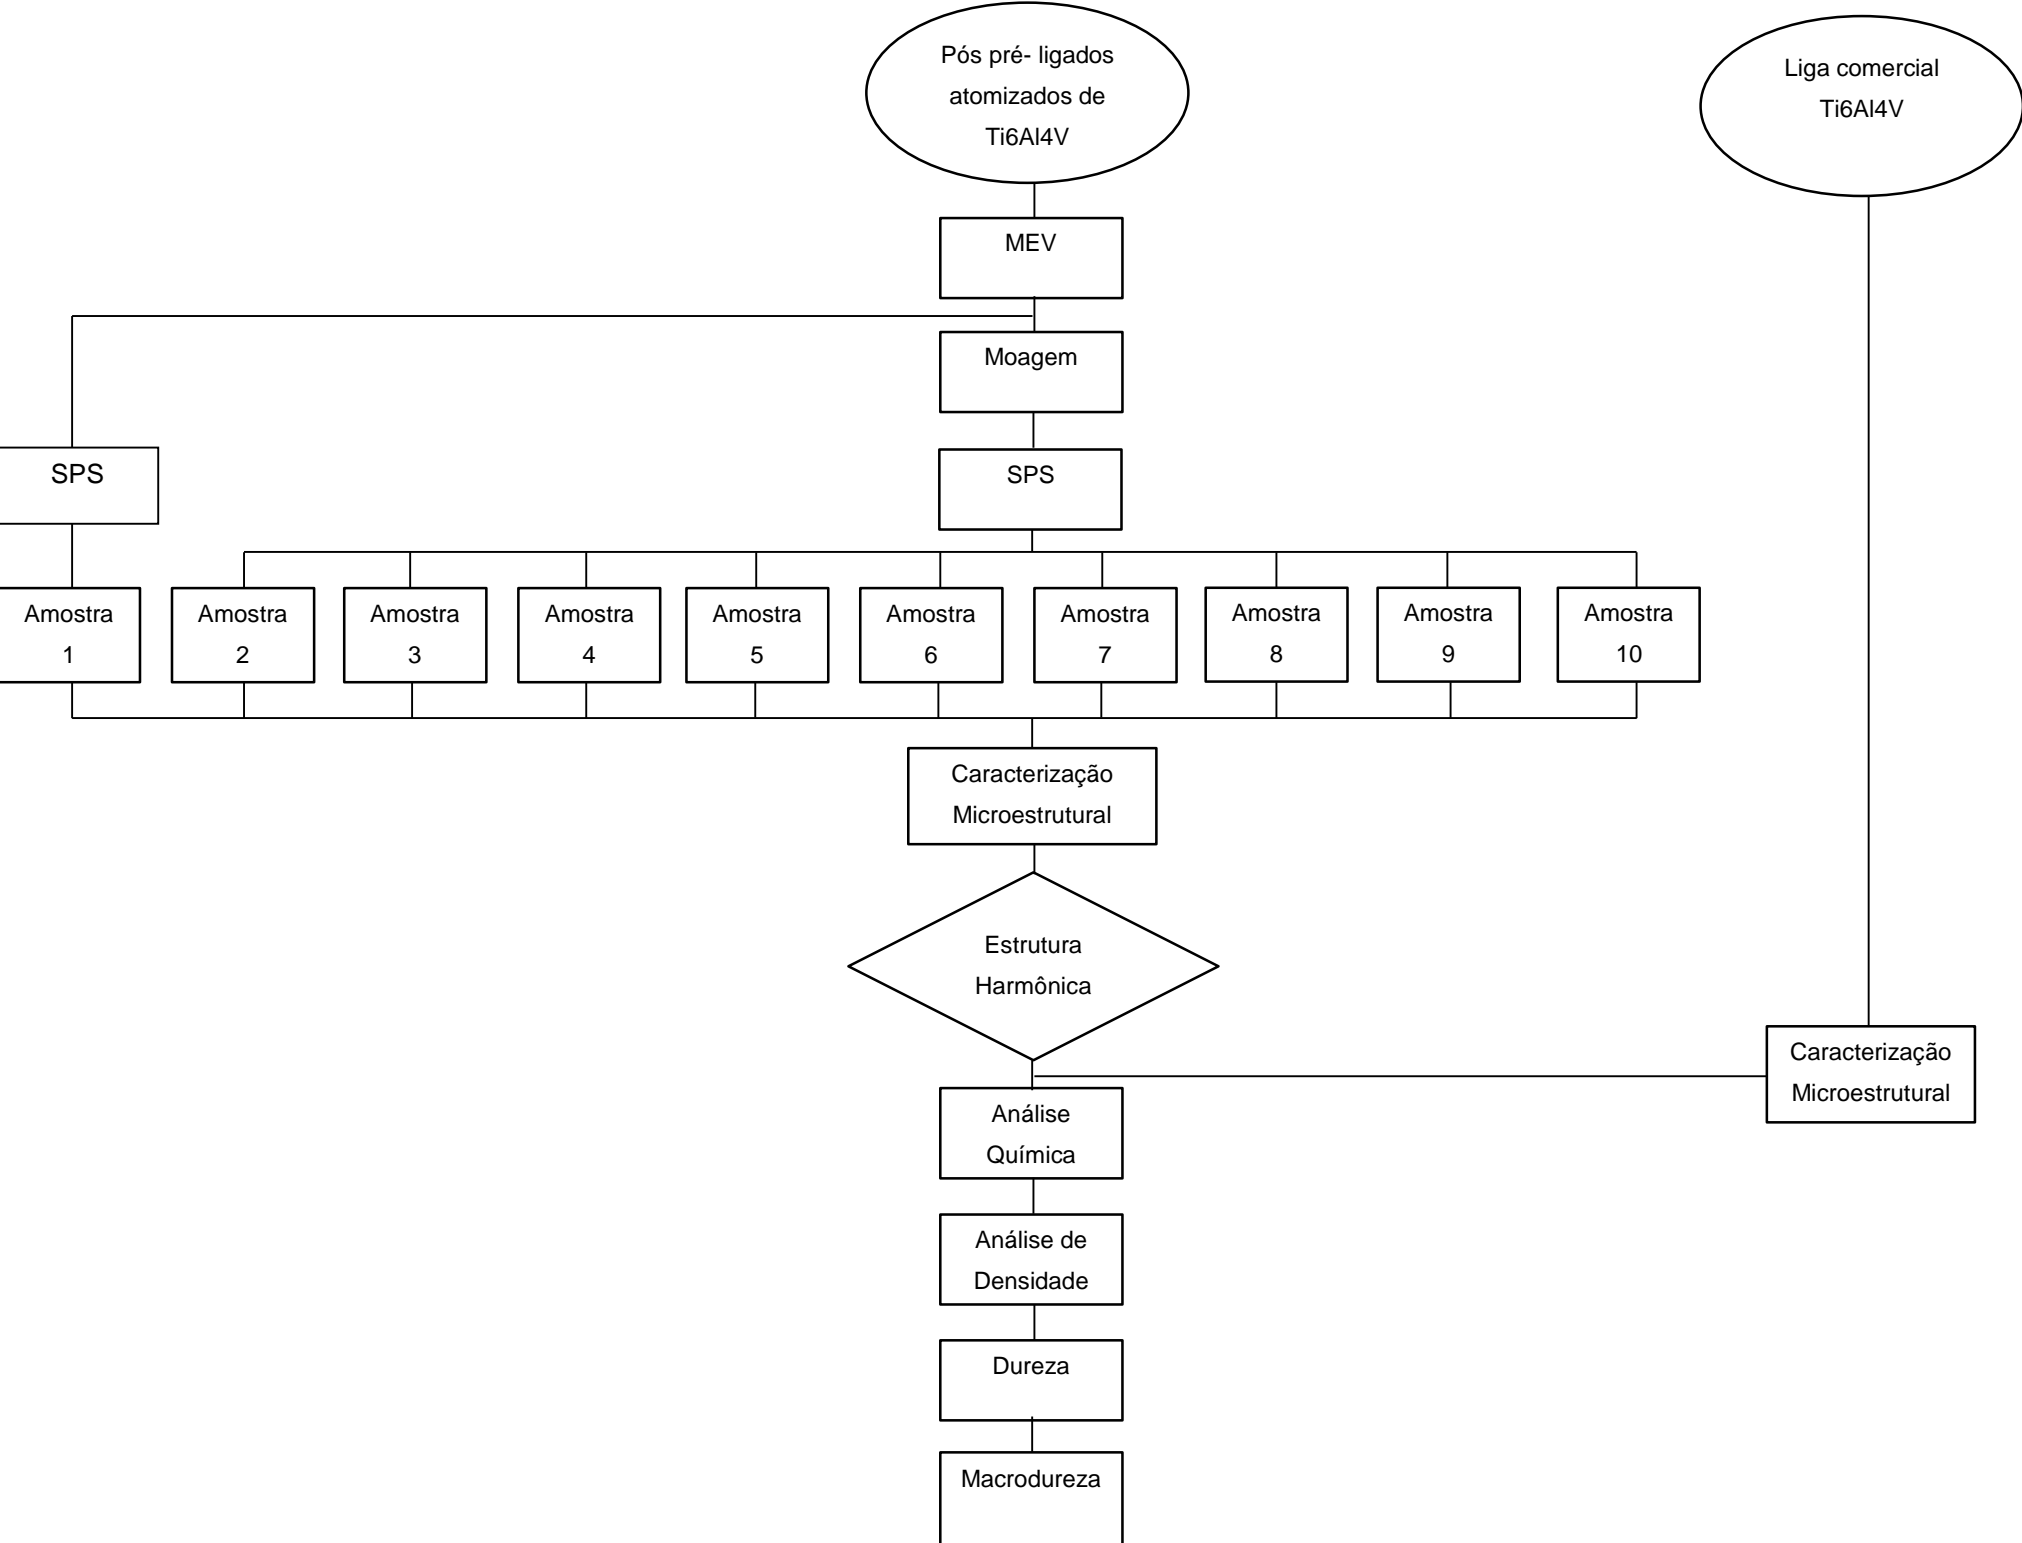 Pós pré- ligados
atomizados de
Ti6Al4V
Liga comercial
Ti6Al4V
MEV
Moagem
SPS
SPS
Amostra
1
Amostra
2
Amostra
3
Amostra
4
Amostra
5
Amostra
6
Amostra
7
Amostra
8
Amostra
9
Amostra
10
Caracterização
Microestrutural
Estrutura
Harmônica
Caracterização
Microestrutural
Análise
Química
Análise de
Densidade
Dureza
Macrodureza